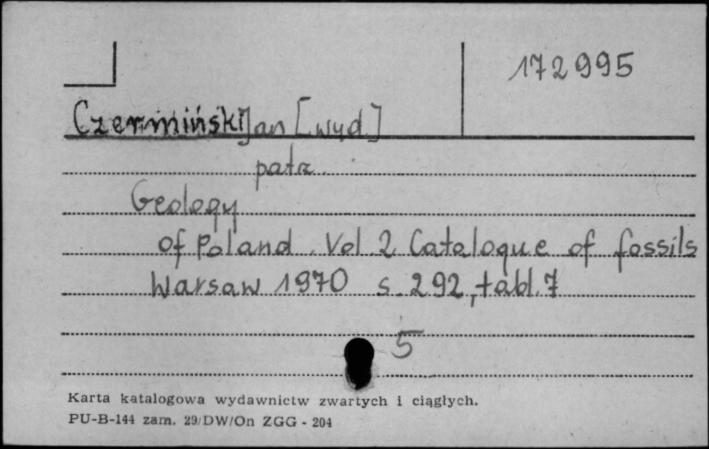 172995
Czermiński Jan [wyd.]
patz
Geology
of Poland. Vol 2 Catalogue of fossils
Warsaw 1970 s. 292, tabl. 7
5
Karta katalogowa wydawnictw zwartych i ciągłych.
PU-B-144 zam. 29/DW/On ZGG - 204